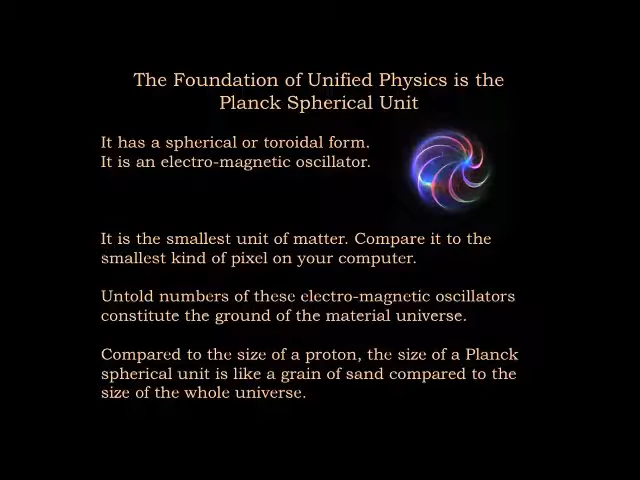 The Foundation of Unified Physics is the
Planck Spherical Unit
It has a spherical or toroidal form.
It is an electro-magnetic oscillator.
It is the smallest unit of matter. Compare it to the
smallest kind of pixel on your computer.
Untold numbers of these electro-magnetic oscillators
constitute the ground of the material universe.
Compared to the size of a proton, the size of a Planck
spherical unit is like a grain of sand compared to the
size of the whole universe.